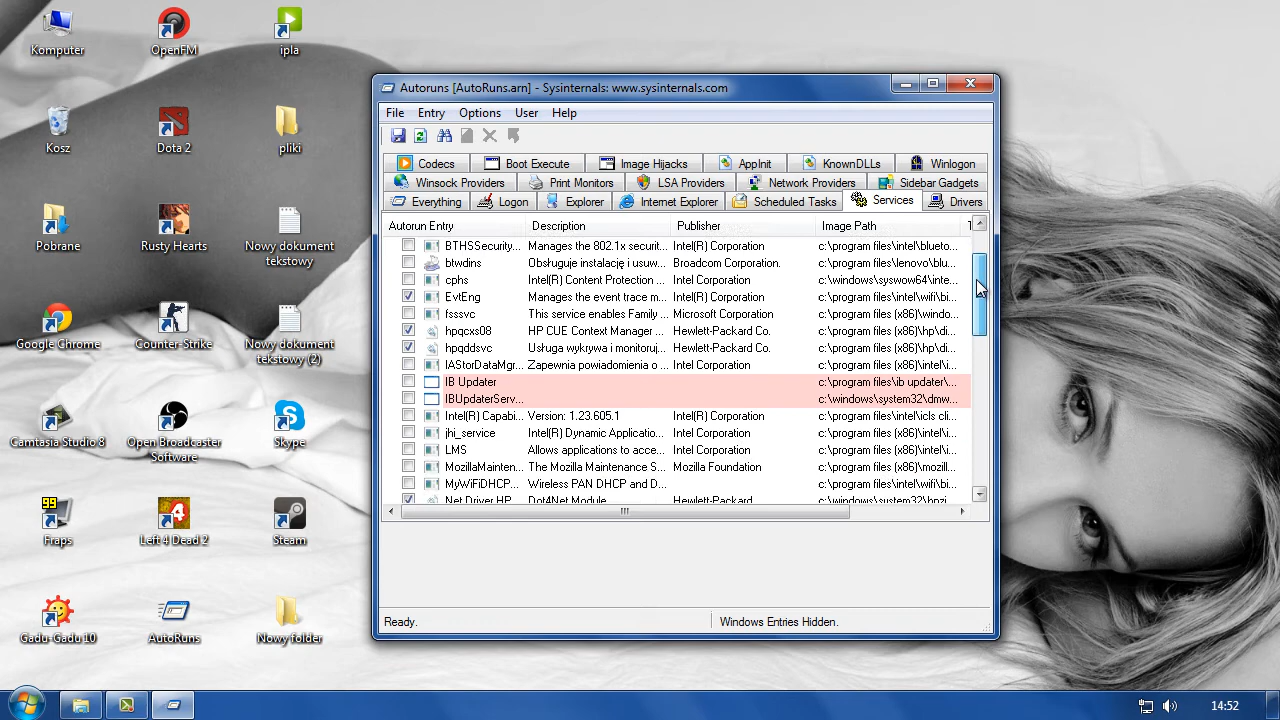 Komputer
OpenFM
ipla
Kosz
Dota 2
pliki
Pobrane
Rusty Hearts
Nowy dokument
tekstowy
Google Chrome
Counter-Strike
Nowy dokument
tekstowy (2)
Camtasia Studio 8
Open Broadcaster
Software
Skype
99
Fraps
Left 4 Dead 2
Steam
Gadu-Gadu 10
AutoRuns
Nowy folder
Autoruns [AutoRuns.arn] - Sysinternals: www.sysinternals.com
File Entry Options User Help
Codecs Boot Execute Image Hijacks AppInit KnownDLLs Winlogon
Winsock Providers Print Monitors LSA Providers Network Providers Sidebar Gadgets
Everything Logon Explorer Internet Explorer Scheduled Tasks Services Drivers
Autorun Entry Description Publisher Image Path
BTHSSecurity... Manages the 802.1x securit... Intel(R) Corporation c:\program files\intel\blueto...
btwdins Obsługuje instalację i usuw... Broadcom Corporation. c:\program files\lenovo\blu...
cphs Intel(R) Content Protection ... Intel Corporation c:\windows\syswow64\inte...
EvtEng Manages the event trace m... Intel(R) Corporation c:\program files\intel\wifi\bi...
fsssvc This service enables Family ... Microsoft Corporation c:\program files (x86)\windo...
hpqcxs08 HP CUE Context Manager ... Hewlett-Packard Co. c:\program files (x86)\hp\di...
hpqddsvc Usługa wykrywa i monitoruj... Hewlett-Packard Co. c:\program files (x86)\hp\di...
IAStorDataMgr... Zapewnia powiadomienia o ... Intel Corporation c:\program files (x86)\intel\i...
IB Updater c:\program files\ib updater\...
IBUpdaterServ... c:\windows\system32\dmw...
Intel(R) Capabi... Version: 1.23.605.1 Intel(R) Corporation c:\program files\intel\icls cli...
jhi_service Intel(R) Dynamic Applicatio... Intel Corporation c:\program files (x86)\intel\i...
LMS Allows applications to acce... Intel Corporation c:\program files (x86)\intel\i...
MozillaMainten... The Mozilla Maintenance S... Mozilla Foundation c:\program files (x86)\mozill...
MyWiFiDHCP... Wireless PAN DHCP and D... c:\program files\intel\wifi\bi...
Net Driver HP... Dot4Net Module Hewlett-Packard c:\windows\system32\hpzi...
Ready. Windows Entries Hidden.
14:52